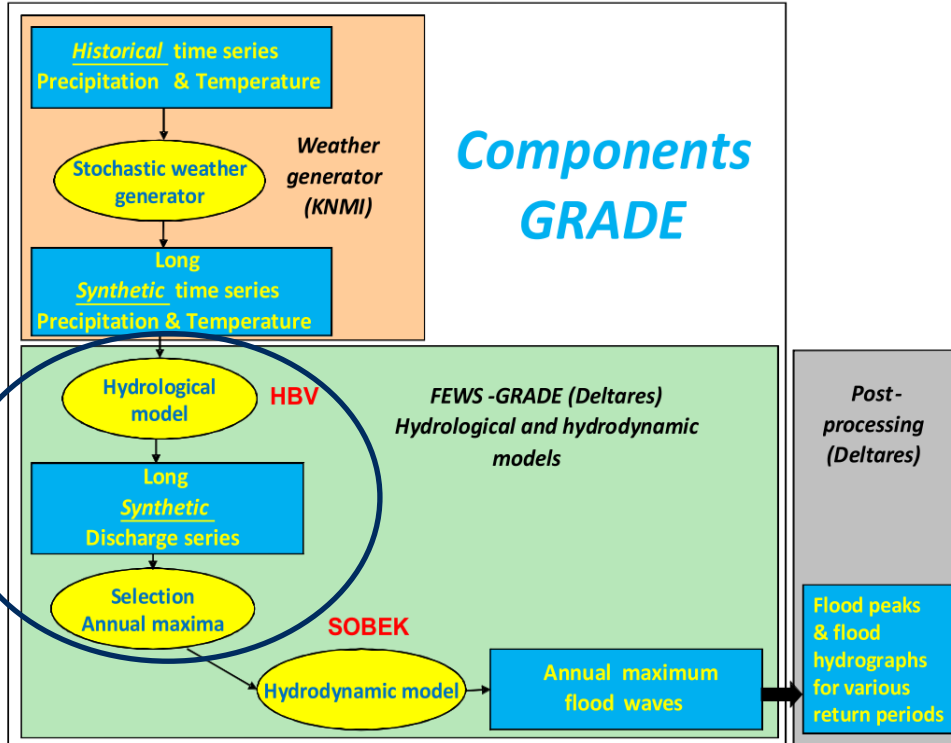 Historical time series
Precipitation & Temperature
Stochastic weather
generator
Weather
generator
(KNMI)
Components
GRADE
Long
Synthetic time series
Precipitation & Temperature
Hydrological
model
HBV
FEWS -GRADE (Deltares)
Hydrological and hydrodynamic
models
Long
Synthetic
Discharge series
Selection
Annual maxima
SOBEK
Hydrodynamic model
Annual maximum
flood waves
Post-
processing
(Deltares)
Flood peaks
& flood
hydrographs
for various
return periods